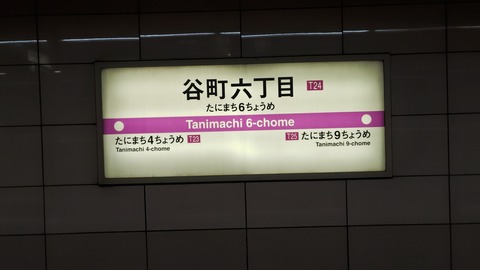 谷町六丁目 T24
たにまち6ちょうめ
Tanimachi 6-chome
たにまち4ちょうめ T23
Tanimachi 4-chome
T25 たにまち9ちょうめ
Tanimachi 9-chome